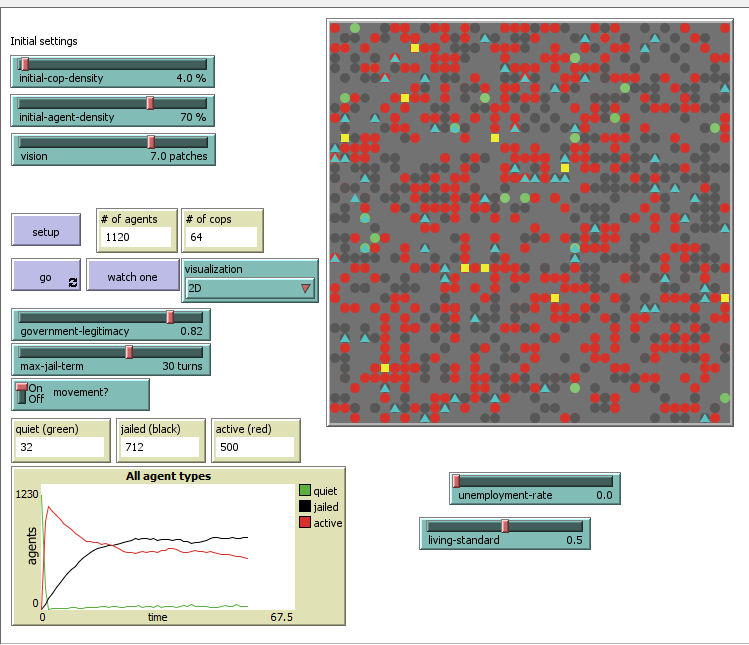 Initial settings
initial-cop-density 4.0 %
initial-agent-density 70 %
vision 7.0 patches
setup
# of agents
1120
# of cops
64
go
watch one
visualization
2D
government-legitimacy 0.82
max-jail-term 30 turns
On
Off
movement?
quiet (green)
32
jailed (black)
712
active (red)
500
All agent types
1230
agents
0
0
time
67.5
quiet
jailed
active
unemployment-rate 0.0
living-standard 0.5